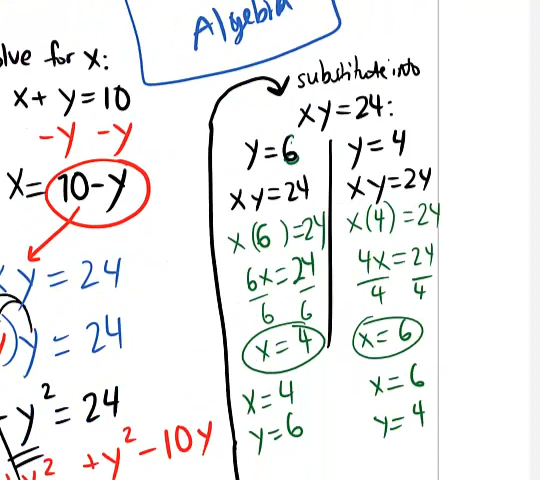 Algebra
lve for x:
x + y = 10
-y -y
x = 10-y
y = 24
)y = 24
y² = 24
y² + y² - 10y
substitute into
xy = 24:
y = 6
xy = 24
x(6) = 24
6x = 24
6 6
x = 4
x = 4
y = 6
y = 4
xy = 24
x(4) = 24
4x = 24
4 4
x = 6
x = 6
y = 4